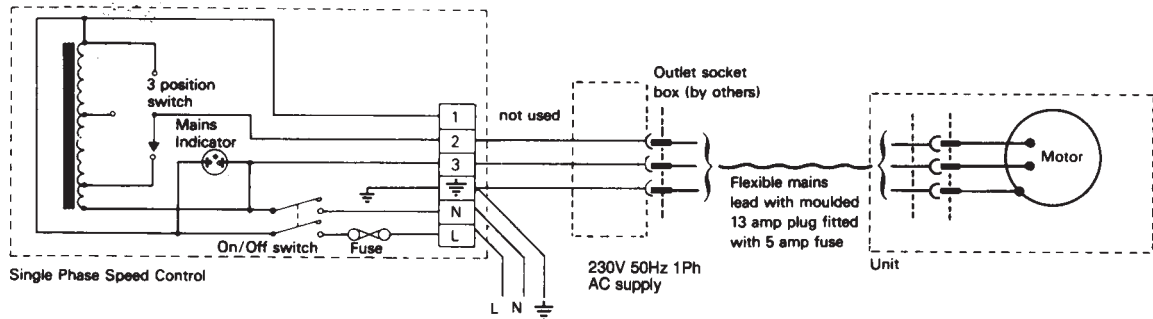 3 position
switch
Mains
Indicator
On/Off switch
Fuse
1
2
3
N
L
Single Phase Speed Control
L N
not used
Outlet socket
box (by others)
230V 50Hz 1Ph
AC supply
Flexible mains
lead with moulded
13 amp plug fitted
with 5 amp fuse
Motor
Unit